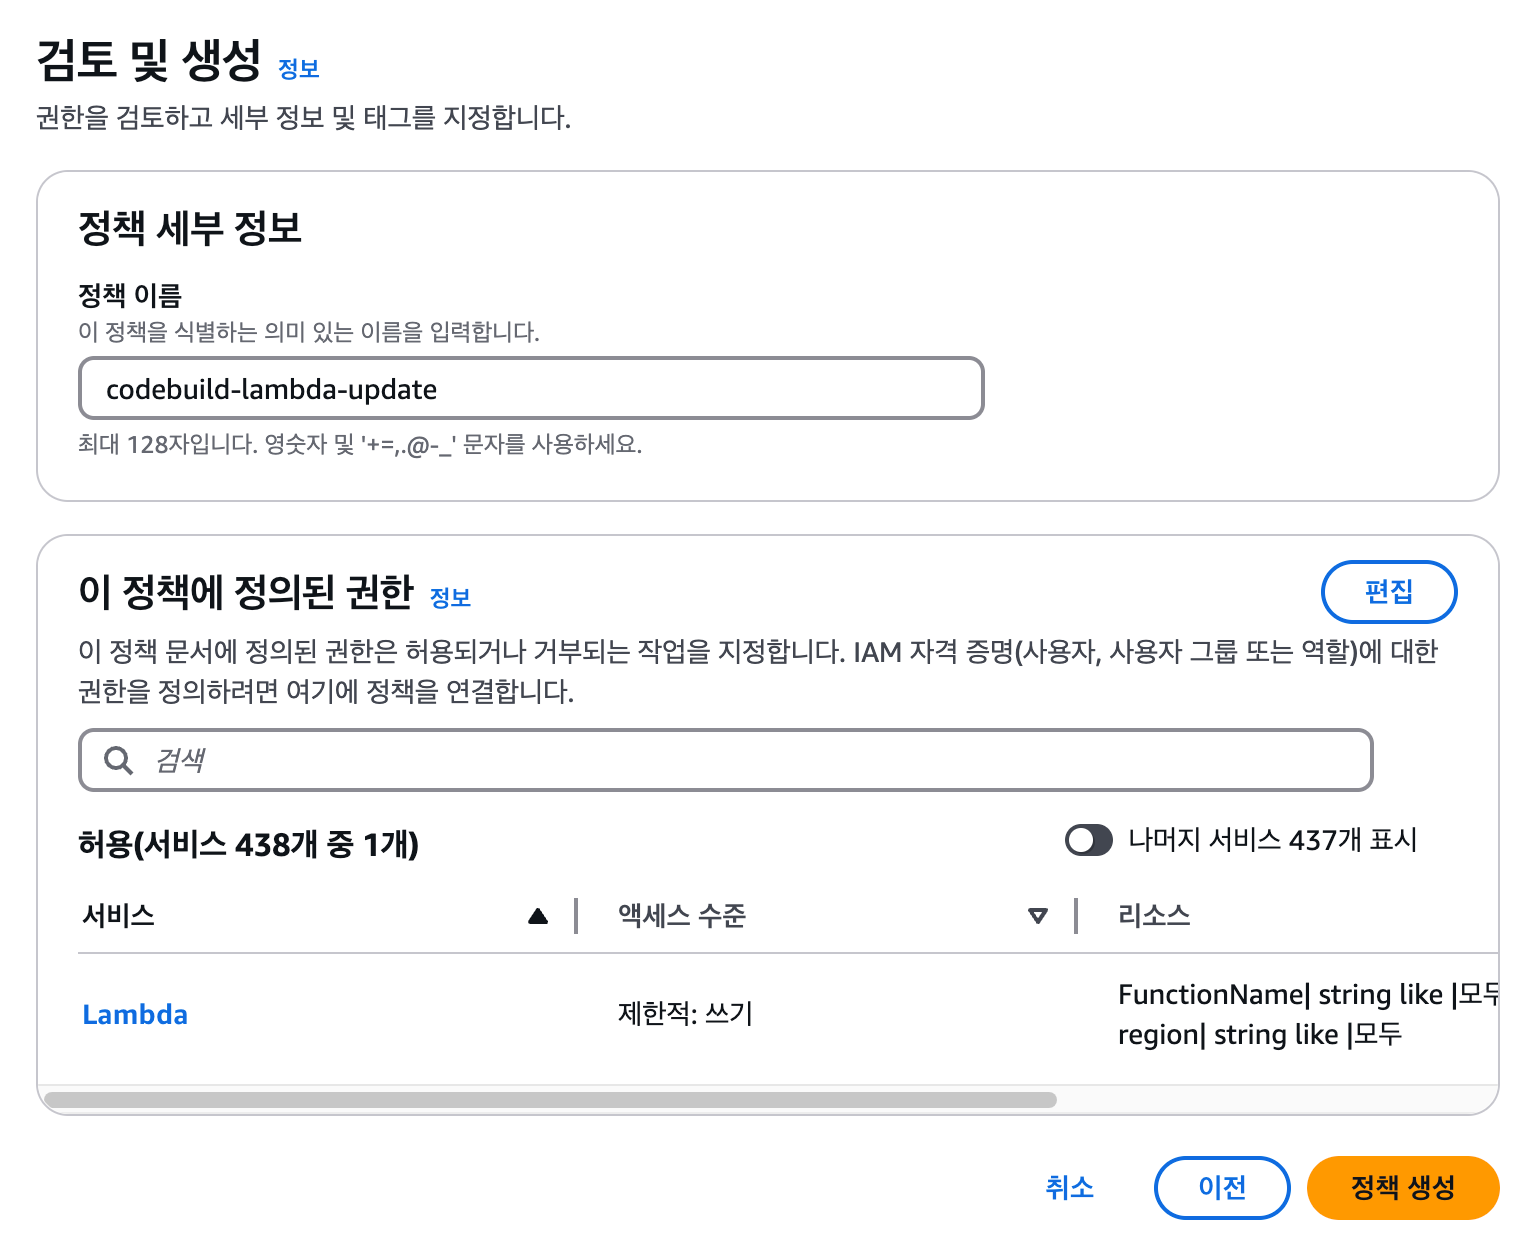 검토 및 생성 정보
권한을 검토하고 세부 정보 및 태그를 지정합니다.
정책 세부 정보
정책 이름
이 정책을 식별하는 의미 있는 이름을 입력합니다.
codebuild-lambda-update
최대 128자입니다. 영숫자 및 '+=,.@-_' 문자를 사용하세요.
이 정책에 정의된 권한 정보
편집
이 정책 문서에 정의된 권한은 허용되거나 거부되는 작업을 지정합니다. IAM 자격 증명(사용자, 사용자 그룹 또는 역할)에 대한
권한을 정의하려면 여기에 정책을 연결합니다.
검색
허용(서비스 438개 중 1개)
나머지 서비스 437개 표시
서비스 액세스 수준 리소스
Lambda
제한적: 쓰기
FunctionName| string like |모두
region| string like |모두
취소 이전 정책 생성